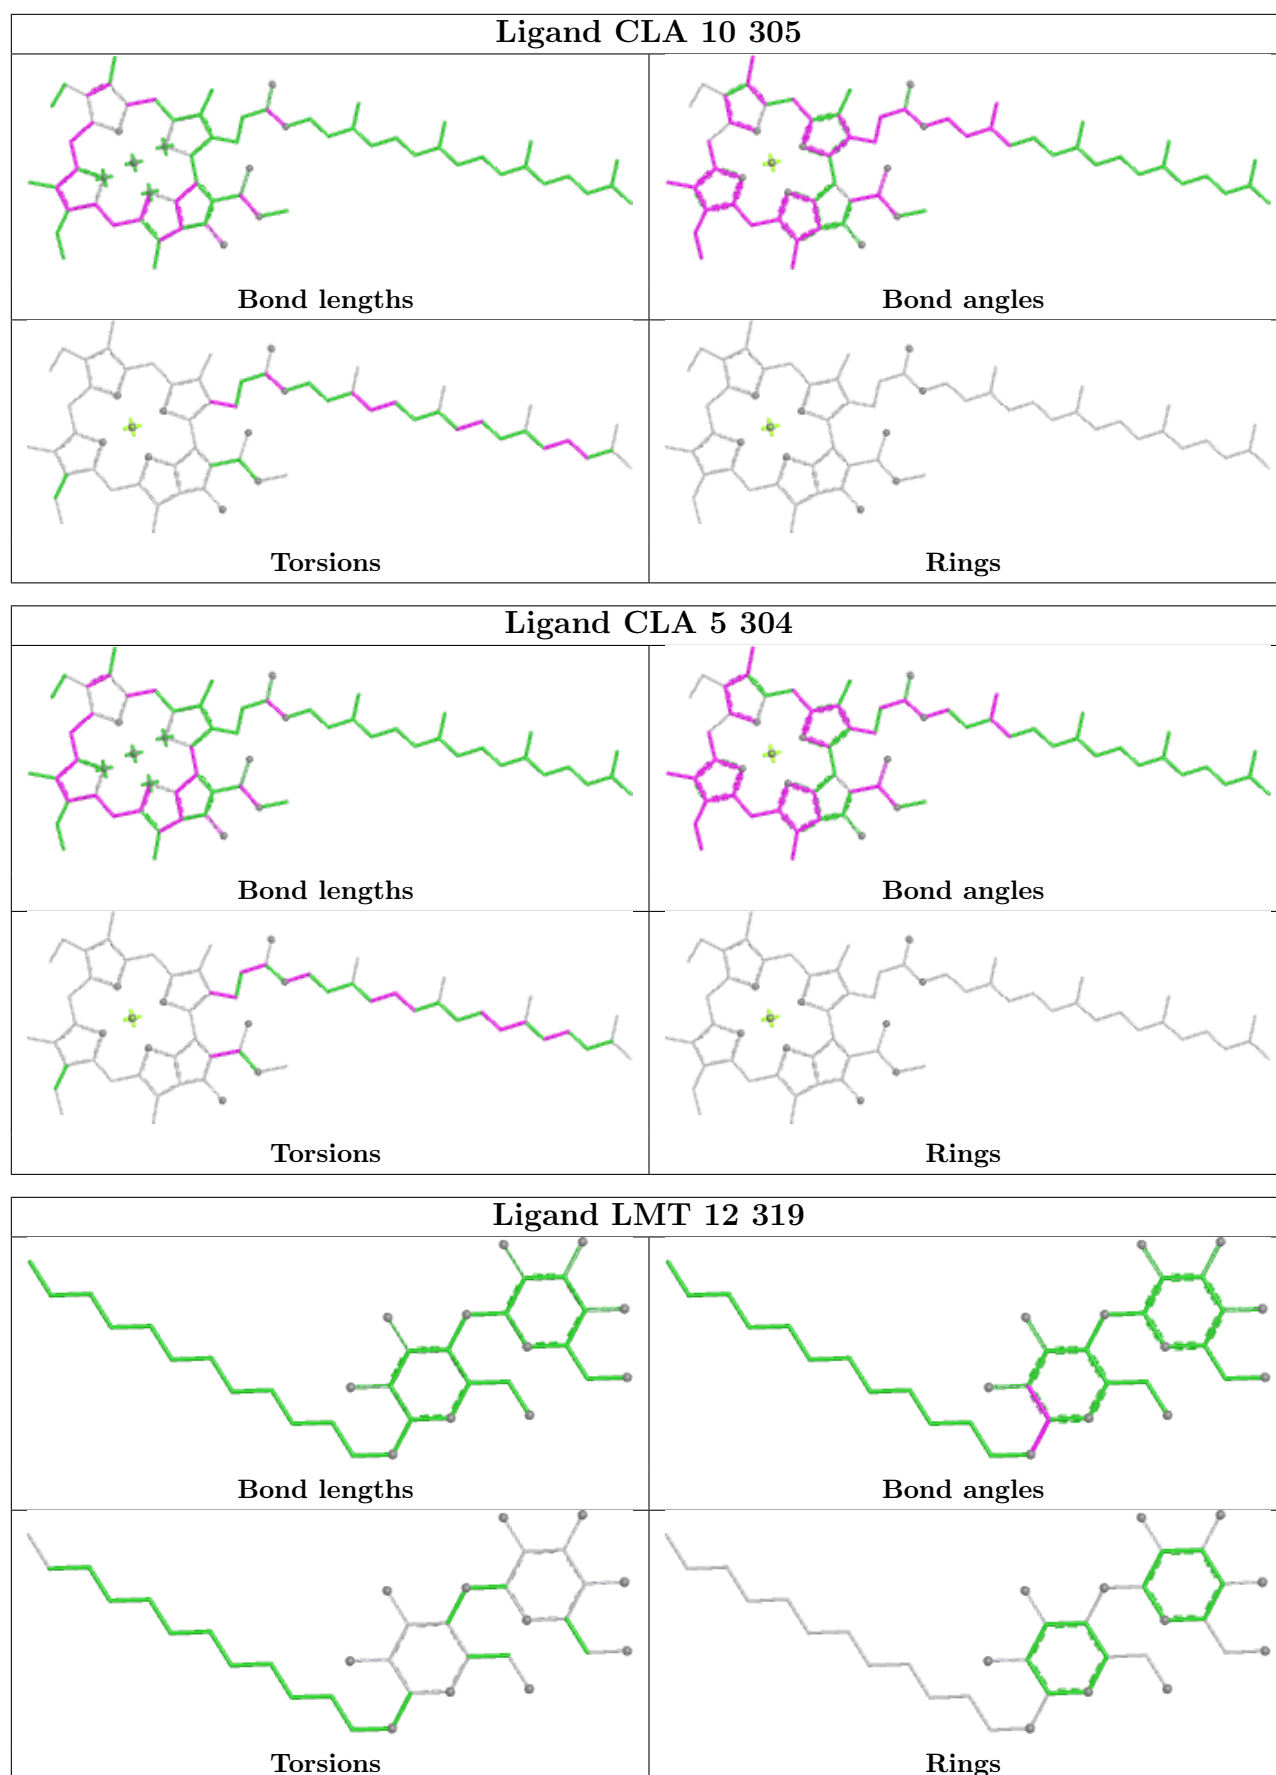 Ligand CLA 10 305
Bond lengths
Bond angles
Torsions
Rings
Ligand CLA 5 304
Bond lengths
Bond angles
Torsions
Rings
Ligand LMT 12 319
Bond lengths
Bond angles
Torsions
Rings